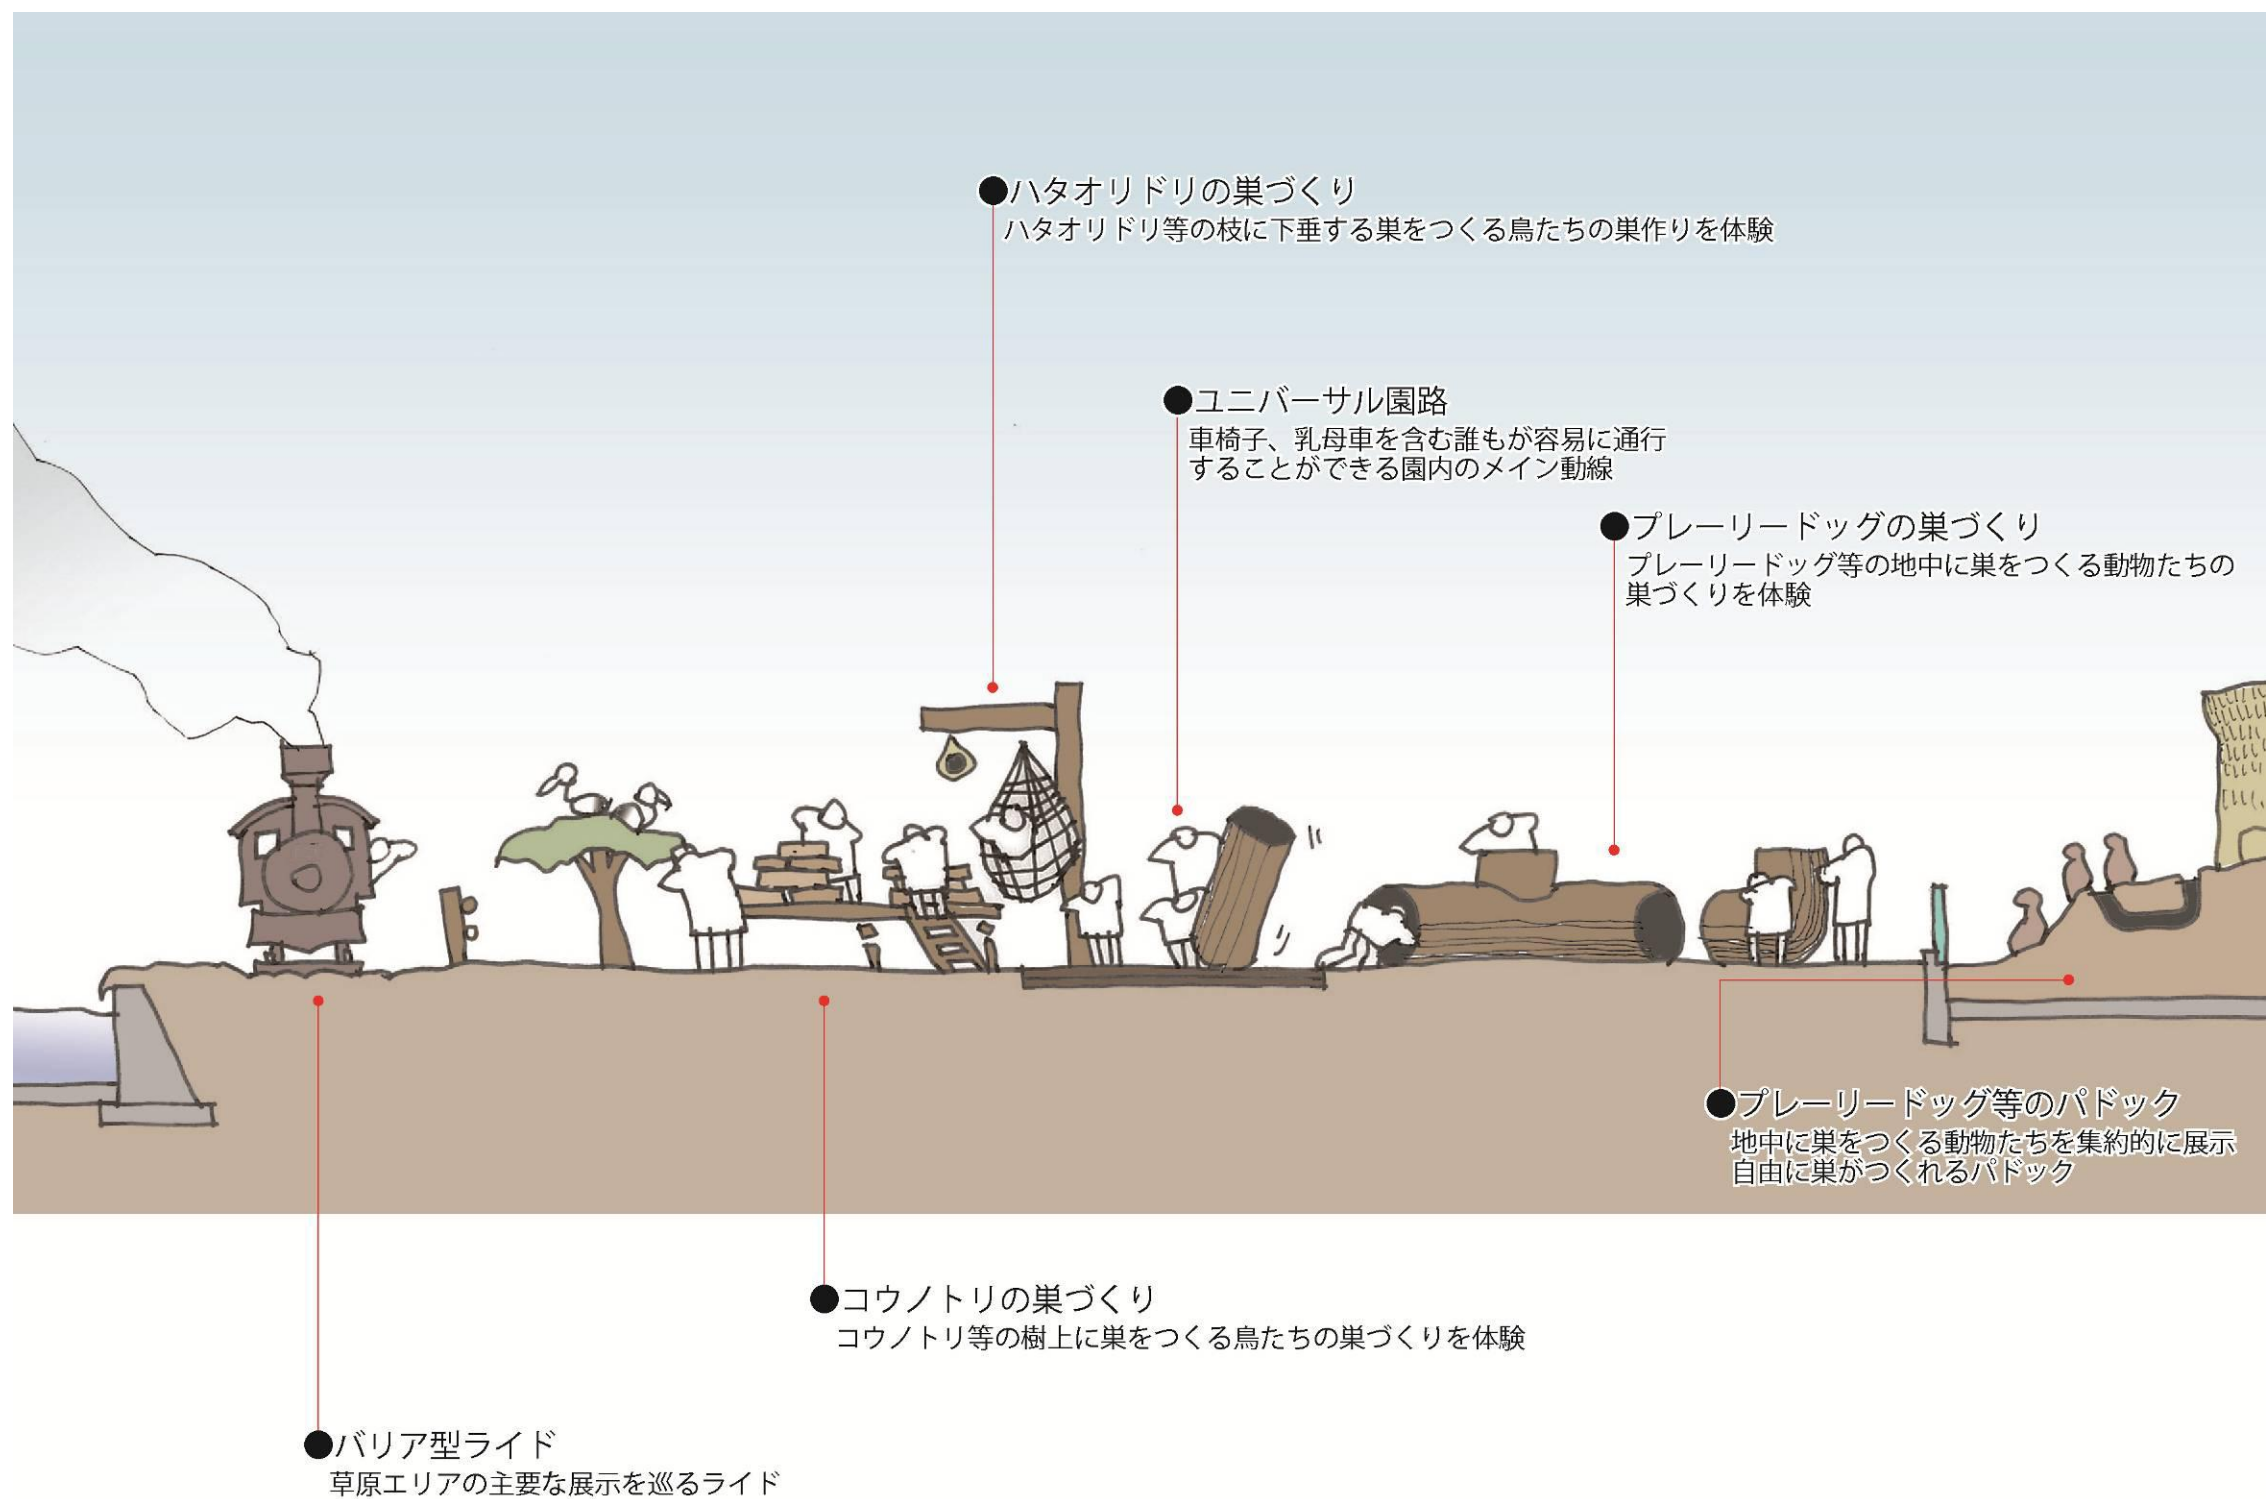 ●ハタオリドリの巣づくり
ハタオリドリ等の枝に下垂する巣をつくる鳥たちの巣作りを体験
●ユニバーサル園路
車椅子、乳母車を含む誰もが容易に通行
することができる園内のメイン動線
●プレーリードッグの巣づくり
プレーリードッグ等の地中に巣をつくる動物たちの
巣づくりを体験
●プレーリードッグ等のパドック
地中に巣をつくる動物たちを集約的に展示
自由に巣がつくれるパドック
●コウノトリの巣づくり
コウノトリ等の樹上に巣をつくる鳥たちの巣づくりを体験
●バリア型ライド
草原エリアの主要な展示を巡るライド